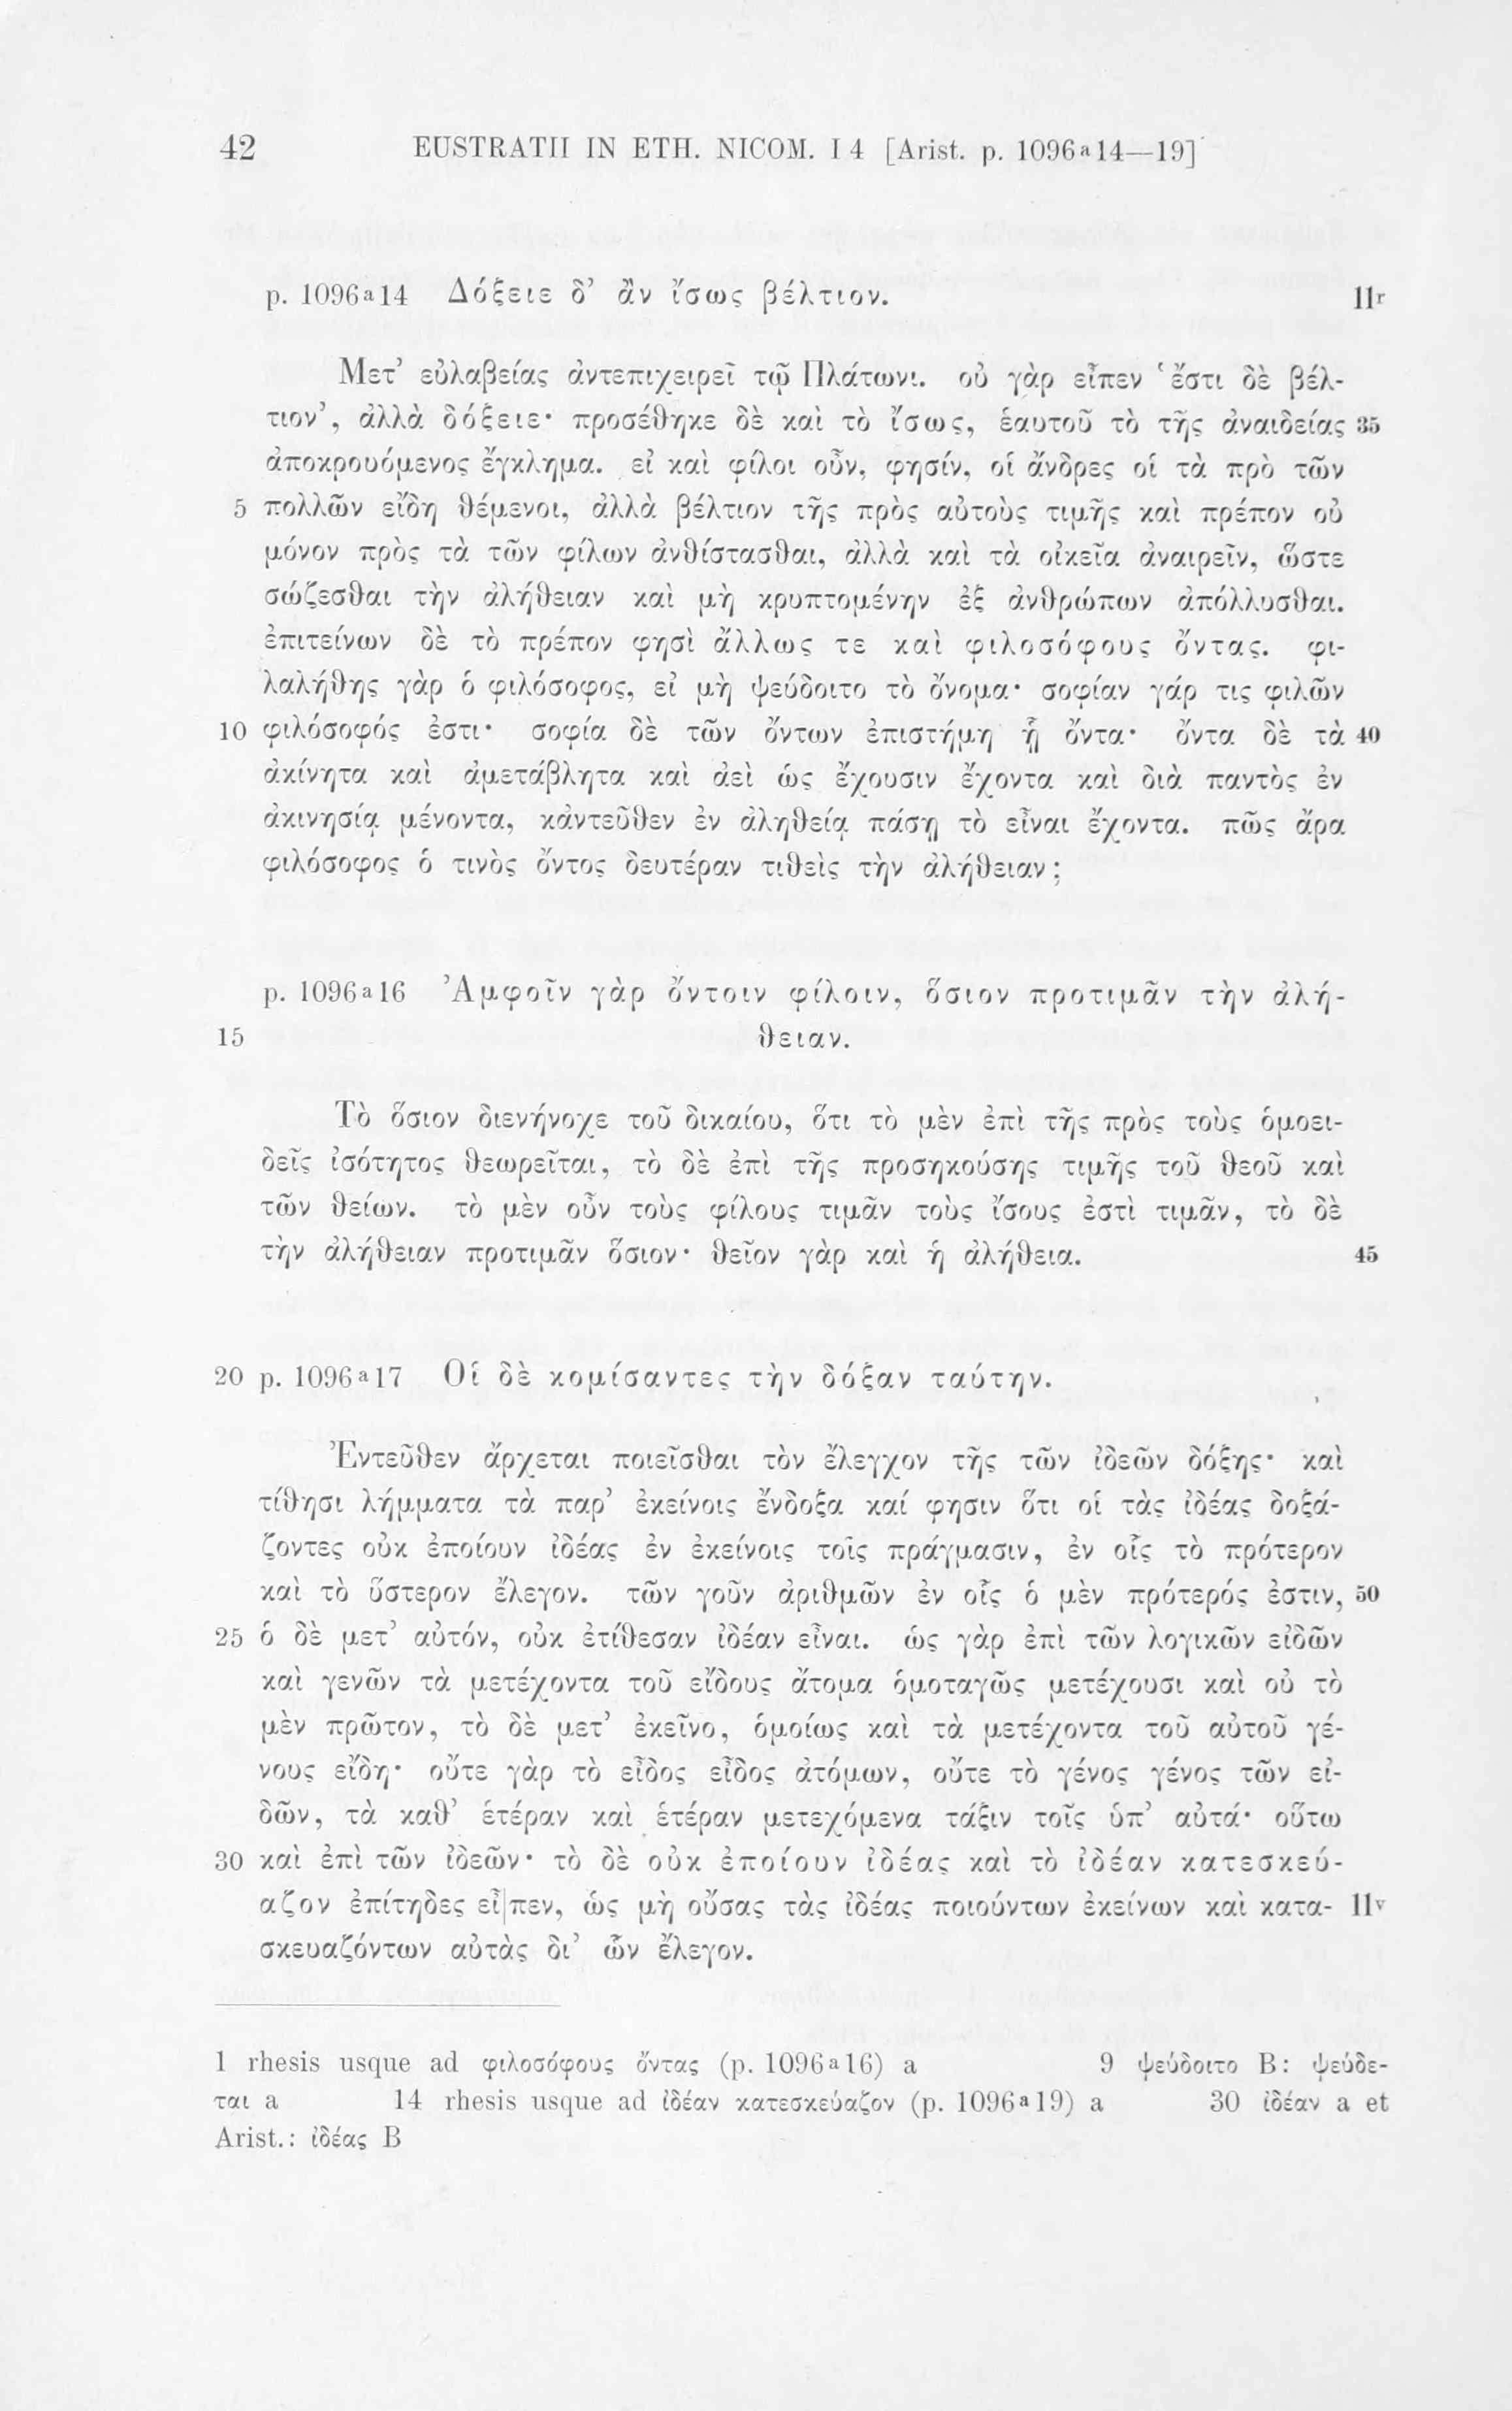 42 EUSTRATII IN ETH. NICOM. I 4 [Arist. p. 1096ª14—19]
p. 1096ª14 Δόξειε δ’ ἂν ἴσως βέλτιον. 11ʳ
Μετ’ εὐλαβείας ἀντεπιχειρεῖ τῷ Πλάτωνι. οὐ γὰρ εἶπεν ‘ἔστι δὲ βέλ-
τιον’, ἀλλὰ δόξειε· προσέθηκε δὲ καὶ τὸ ἴσως, ἑαυτοῦ τὸ τῆς ἀναιδείας 35
ἀποκρουόμενος ἔγκλημα. εἰ καὶ φίλοι οὖν, φησίν, οἱ ἄνδρες οἱ τὰ πρὸ τῶν
5 πολλῶν εἴδη θέμενοι, ἀλλὰ βέλτιον τῆς πρὸς αὐτοὺς τιμῆς καὶ πρέπον οὐ
μόνον πρὸς τὰ τῶν φίλων ἀνθίστασθαι, ἀλλὰ καὶ τὰ οἰκεῖα ἀναιρεῖν, ὥστε
σώζεσθαι τὴν ἀλήθειαν καὶ μὴ κρυπτομένην ἐξ ἀνθρώπων ἀπόλλυσθαι.
ἐπιτείνων δὲ τὸ πρέπον φησὶ ἄλλως τε καὶ φιλοσόφους ὄντας. φι-
λαλήθης γὰρ ὁ φιλόσοφος, εἰ μὴ ψεύδοιτο τὸ ὄνομα· σοφίαν γάρ τις φιλῶν
10 φιλόσοφός ἐστι· σοφία δὲ τῶν ὄντων ἐπιστήμη ᾗ ὄντα· ὄντα δὲ τὰ 40
ἀκίνητα καὶ ἀμετάβλητα καὶ ἀεὶ ὡς ἔχουσιν ἔχοντα καὶ διὰ παντὸς ἐν
ἀκινησίᾳ μένοντα, κἀντεῦθεν ἐν ἀληθείᾳ πάσῃ τὸ εἶναι ἔχοντα. πῶς ἄρα
φιλόσοφος ὁ τινὸς ὄντος δευτέραν τιθεὶς τὴν ἀλήθειαν;
p. 1096ª16 Ἀμφοῖν γὰρ ὄντοιν φίλοιν, ὅσιον προτιμᾶν τὴν ἀλή-
15 θειαν.
Τὸ ὅσιον διενήνοχε τοῦ δικαίου, ὅτι τὸ μὲν ἐπὶ τῆς πρὸς τοὺς ὁμοει-
δεῖς ἰσότητος θεωρεῖται, τὸ δὲ ἐπὶ τῆς προσηκούσης τιμῆς τοῦ θεοῦ καὶ
τῶν θείων. τὸ μὲν οὖν τοὺς φίλους τιμᾶν τοὺς ἴσους ἐστὶ τιμᾶν, τὸ δὲ
τὴν ἀλήθειαν προτιμᾶν ὅσιον· θεῖον γὰρ καὶ ἡ ἀλήθεια. 45
20 p. 1096ª17 Οἱ δὲ κομίσαντες τὴν δόξαν ταύτην.
Ἐντεῦθεν ἄρχεται ποιεῖσθαι τὸν ἔλεγχον τῆς τῶν ἰδεῶν δόξης· καὶ
τίθησι λήμματα τὰ παρ’ ἐκείνοις ἔνδοξα καί φησιν ὅτι οἱ τὰς ἰδέας δοξά-
ζοντες οὐκ ἐποίουν ἰδέας ἐν ἐκείνοις τοῖς πράγμασιν, ἐν οἷς τὸ πρότερον
καὶ τὸ ὕστερον ἔλεγον. τῶν γοῦν ἀριθμῶν ἐν οἷς ὁ μὲν πρότερός ἐστιν, 50
25 ὁ δὲ μετ’ αὐτόν, οὐκ ἐτίθεσαν ἰδέαν εἶναι. ὡς γὰρ ἐπὶ τῶν λογικῶν εἰδῶν
καὶ γενῶν τὰ μετέχοντα τοῦ εἴδους ἄτομα ὁμοταγῶς μετέχουσι καὶ οὐ τὸ
μὲν πρῶτον, τὸ δὲ μετ’ ἐκεῖνο, ὁμοίως καὶ τὰ μετέχοντα τοῦ αὐτοῦ γέ-
νους εἴδη· οὔτε γὰρ τὸ εἶδος εἶδος ἀτόμων, οὔτε τὸ γένος γένος τῶν εἰ-
δῶν, τὰ καθ’ ἑτέραν καὶ ἑτέραν μετεχόμενα τάξιν τοῖς ὑπ’ αὐτά· οὕτω
30 καὶ ἐπὶ τῶν ἰδεῶν· τὸ δὲ οὐκ ἐποίουν ἰδέας καὶ τὸ ἰδέαν κατεσκεύ-
αζον ἐπίτηδες εἶ|πεν, ὡς μὴ οὔσας τὰς ἰδέας ποιούντων ἐκείνων καὶ κατα- 11ᵛ
σκευαζόντων αὐτὰς δι’ ὧν ἔλεγον.
1 rhesis usque ad φιλοσόφους ὄντας (p. 1096ª16) a 9 ψεύδοιτο B: ψεύδε-
ται a 14 rhesis usque ad ἰδέαν κατεσκεύαζον (p. 1096ª19) a 30 ἰδέαν a et
Arist.: ἰδέας B